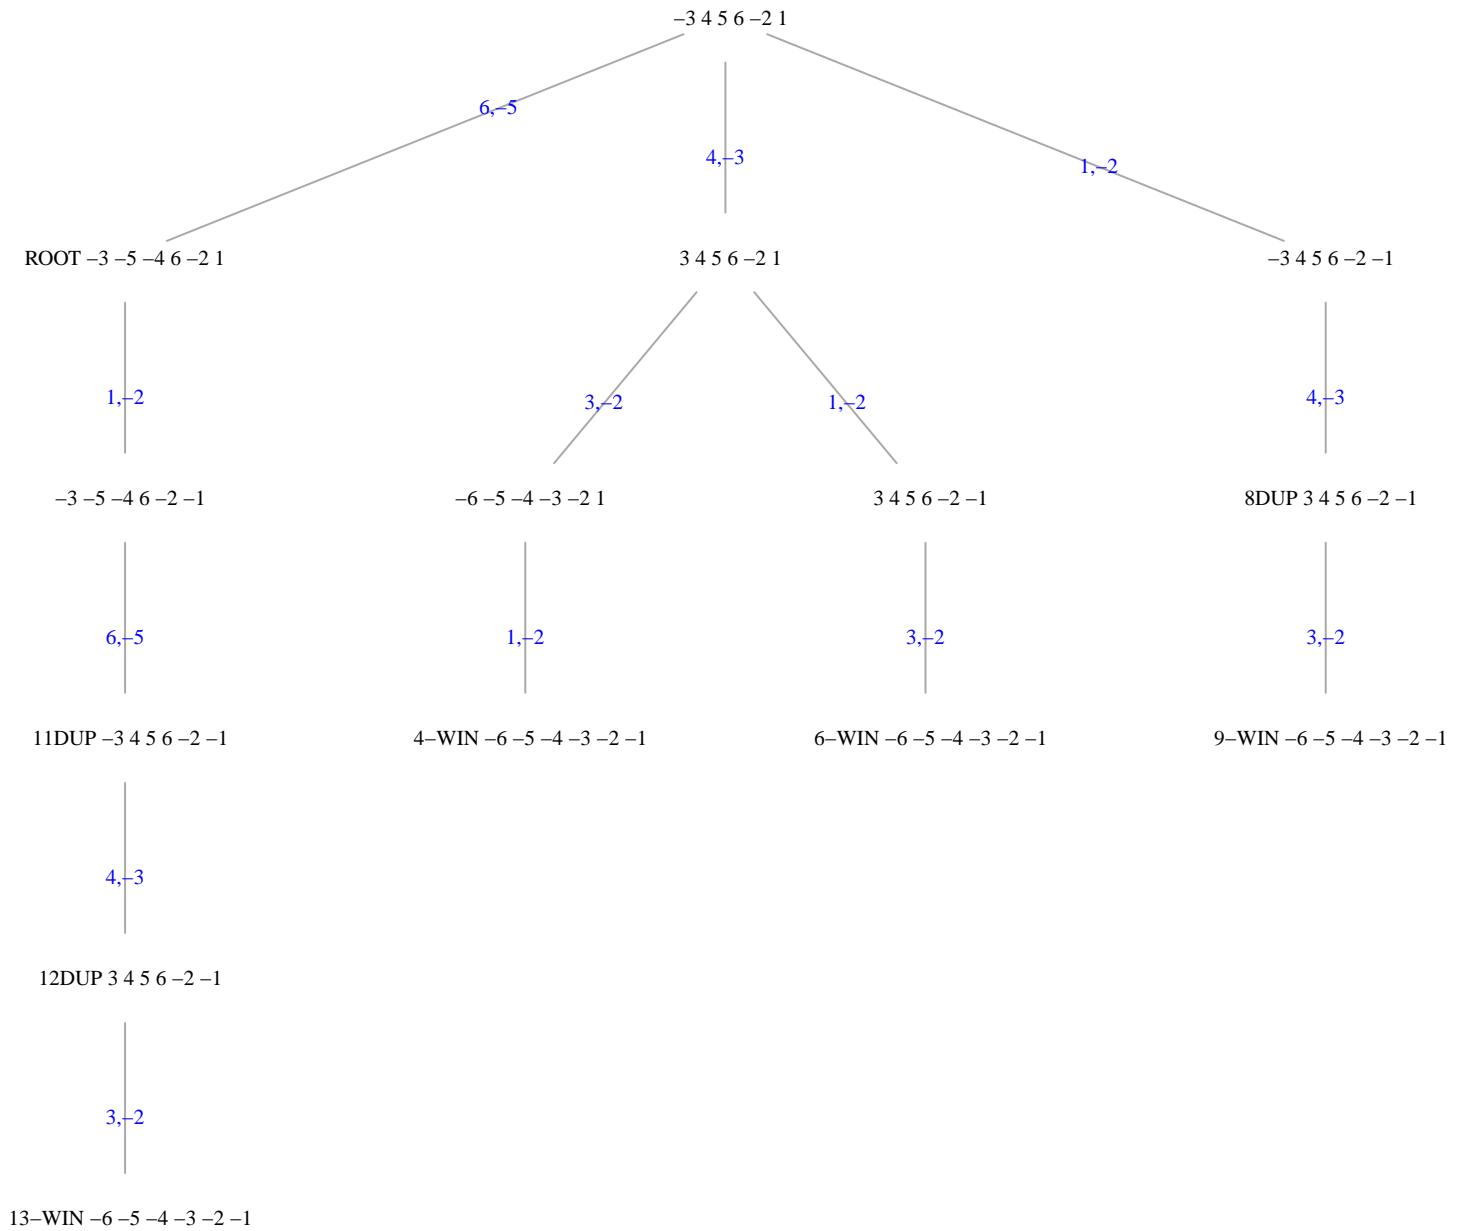 –3 4 5 6 –2 1
6,–5
4,–3
1,–2
ROOT –3 –5 –4 6 –2 1
3 4 5 6 –2 1
–3 4 5 6 –2 –1
1,–2
3,–2
1,–2
4,–3
–3 –5 –4 6 –2 –1
–6 –5 –4 –3 –2 1
3 4 5 6 –2 –1
8DUP 3 4 5 6 –2 –1
6,–5
1,–2
3,–2
3,–2
11DUP –3 4 5 6 –2 –1
4–WIN –6 –5 –4 –3 –2 –1
6–WIN –6 –5 –4 –3 –2 –1
9–WIN –6 –5 –4 –3 –2 –1
4,–3
12DUP 3 4 5 6 –2 –1
3,–2
13–WIN –6 –5 –4 –3 –2 –1